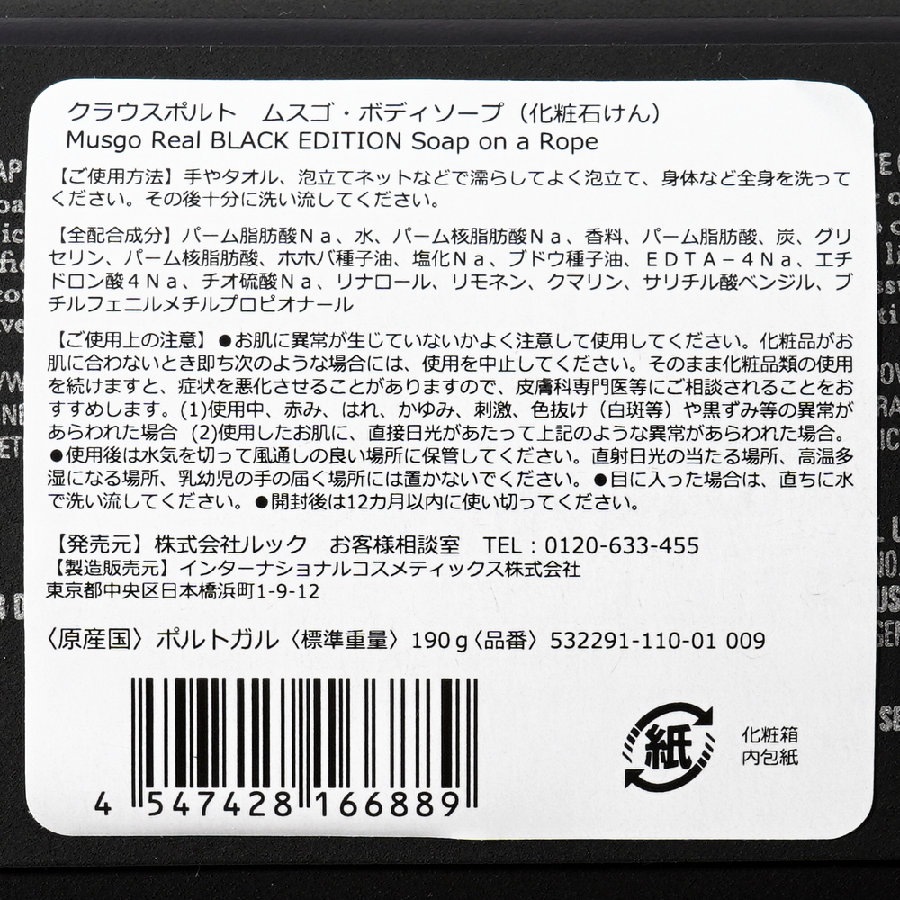 クラウスポルト　ムスゴ・ボディソープ（化粧石けん）
Musgo Real BLACK EDITION Soap on a Rope
【ご使用方法】手やタオル、泡立てネットなどで濡らしてよく泡立て、身体など全身を洗って
ください。その後十分に洗い流してください。
【全配合成分】パーム脂肪酸Ｎａ、水、パーム核脂肪酸Ｎａ、香料、パーム脂肪酸、炭、グリ
セリン、パーム核脂肪酸、ホホバ種子油、塩化Ｎａ、ブドウ種子油、ＥＤＴＡ－４Ｎａ、エチ
ドロン酸４Ｎａ、チオ硫酸Ｎａ、リナロール、リモネン、クマリン、サリチル酸ベンジル、ブ
チルフェニルメチルプロピオナール
【ご使用上の注意】●お肌に異常が生じていないかよく注意して使用してください。化粧品がお
肌に合わないとき即ち次のような場合には、使用を中止してください。そのまま化粧品類の使用
を続けますと、症状を悪化させることがありますので、皮膚科専門医等にご相談されることをお
すすめします。(1)使用中、赤み、はれ、かゆみ、刺激、色抜け（白斑等）や黒ずみ等の異常が
あらわれた場合 (2)使用したお肌に、直接日光があたって上記のような異常があらわれた場合。
●使用後は水気を切って風通しの良い場所に保管してください。直射日光の当たる場所、高温多
湿になる場所、乳幼児の手の届く場所には置かないでください。●目に入った場合は、直ちに水
で洗い流してください。●開封後は12カ月以内に使い切ってください。
【発売元】株式会社ルック　お客様相談室　TEL：0120-633-455
【製造販売元】インターナショナルコスメティックス株式会社
東京都中央区日本橋浜町1-9-12
〈原産国〉ポルトガル〈標準重量〉190ｇ〈品番〉532291-110-01 009
4 547428 166889
紙
化粧箱
内包紙